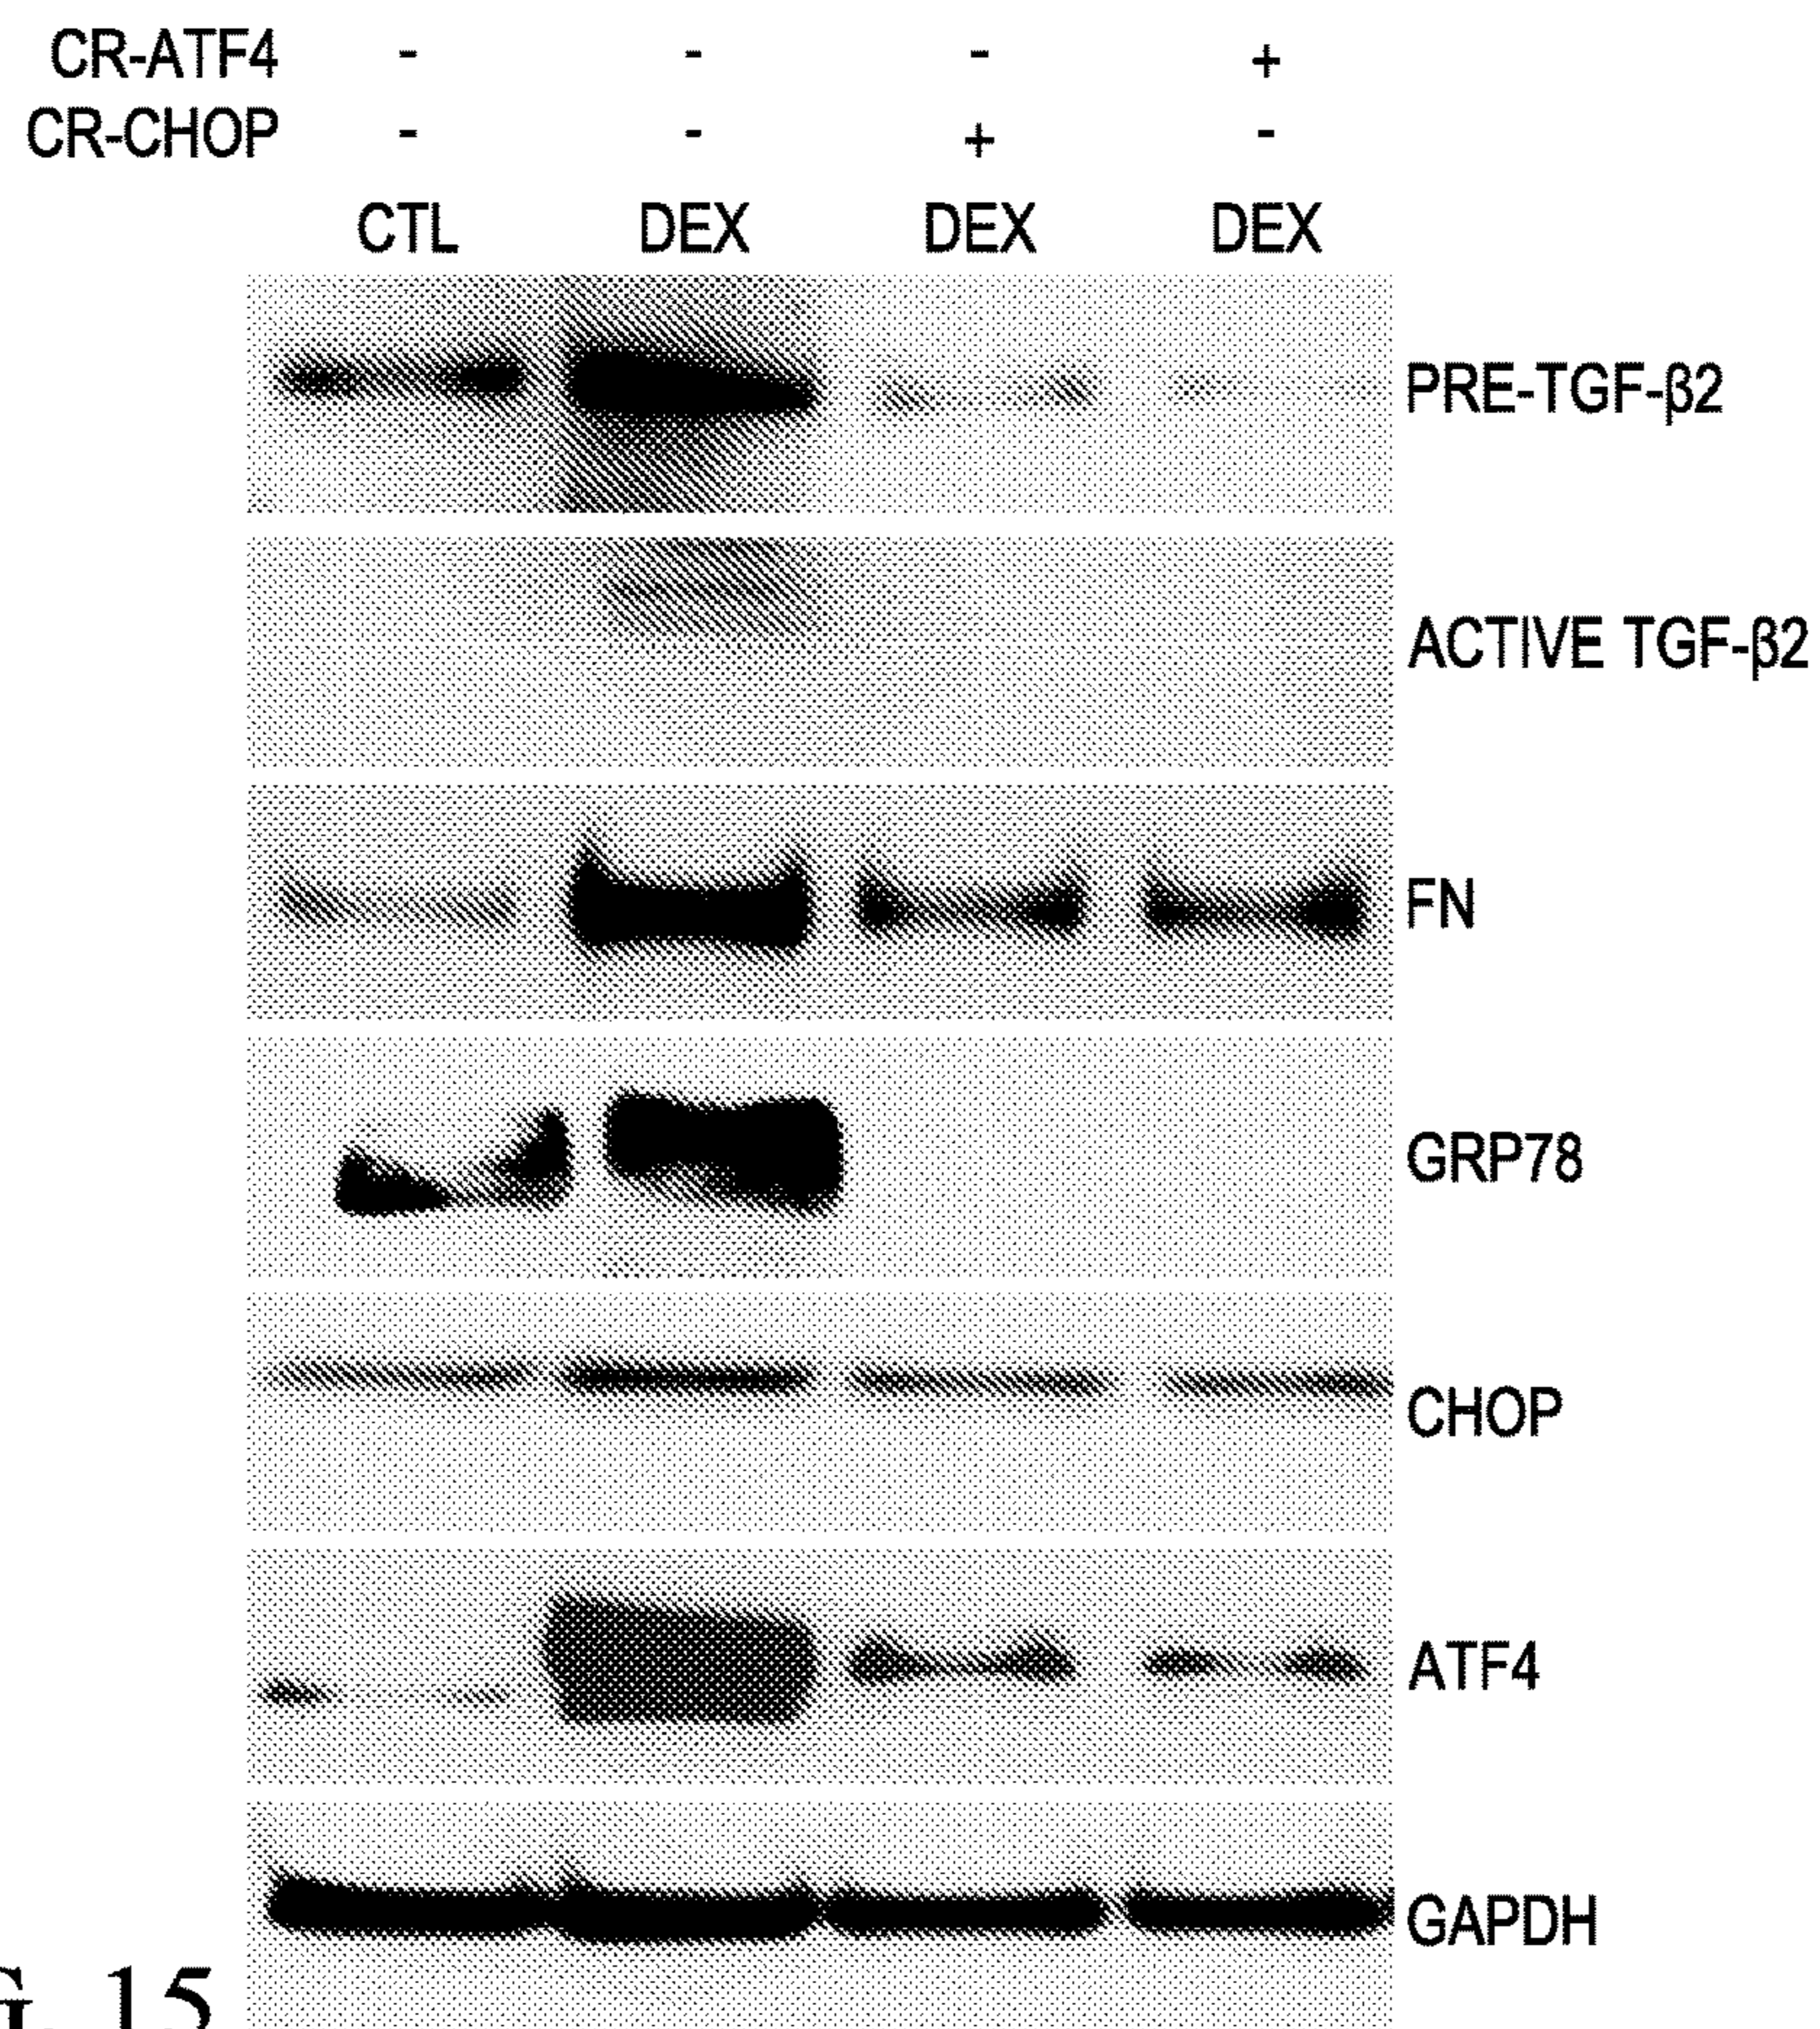 CR-ATF4 - - - +
CR-CHOP - - + -
CTL DEX DEX DEX
PRE-TGF-β2
ACTIVE TGF-β2
FN
GRP78
CHOP
ATF4
GAPDH
G. 15